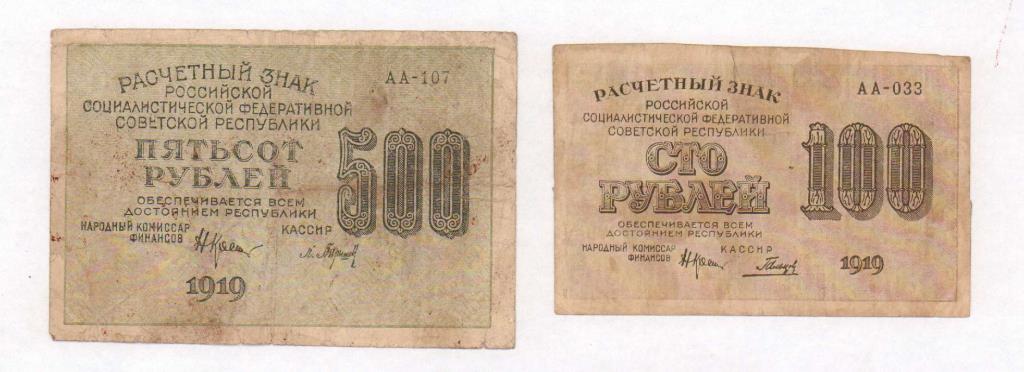 РАСЧЕТНЫЙ ЗНАК
РОССИЙСКОЙ
СОЦИАЛИСТИЧЕСКОЙ ФЕДЕРАТИВНОЙ
СОВЕТСКОЙ РЕСПУБЛИКИ
АА-107
ПЯТЬСОТ
РУБЛЕЙ
500
ОБЕСПЕЧИВАЕТСЯ ВСЕМ
ДОСТОЯНИЕМ РЕСПУБЛИКИ
НАРОДНЫЙ КОМИССАР
ФИНАНСОВ
КАССИР
1919
РАСЧЕТНЫЙ ЗНАК
РОССИЙСКОЙ
СОЦИАЛИСТИЧЕСКОЙ ФЕДЕРАТИВНОЙ
СОВЕТСКОЙ РЕСПУБЛИКИ
АА-033
СТО
РУБЛЕЙ
100
ОБЕСПЕЧИВАЕТСЯ ВСЕМ
ДОСТОЯНИЕМ РЕСПУБЛИКИ
НАРОДНЫЙ КОМИССАР
ФИНАНСОВ
КАССИР
1919